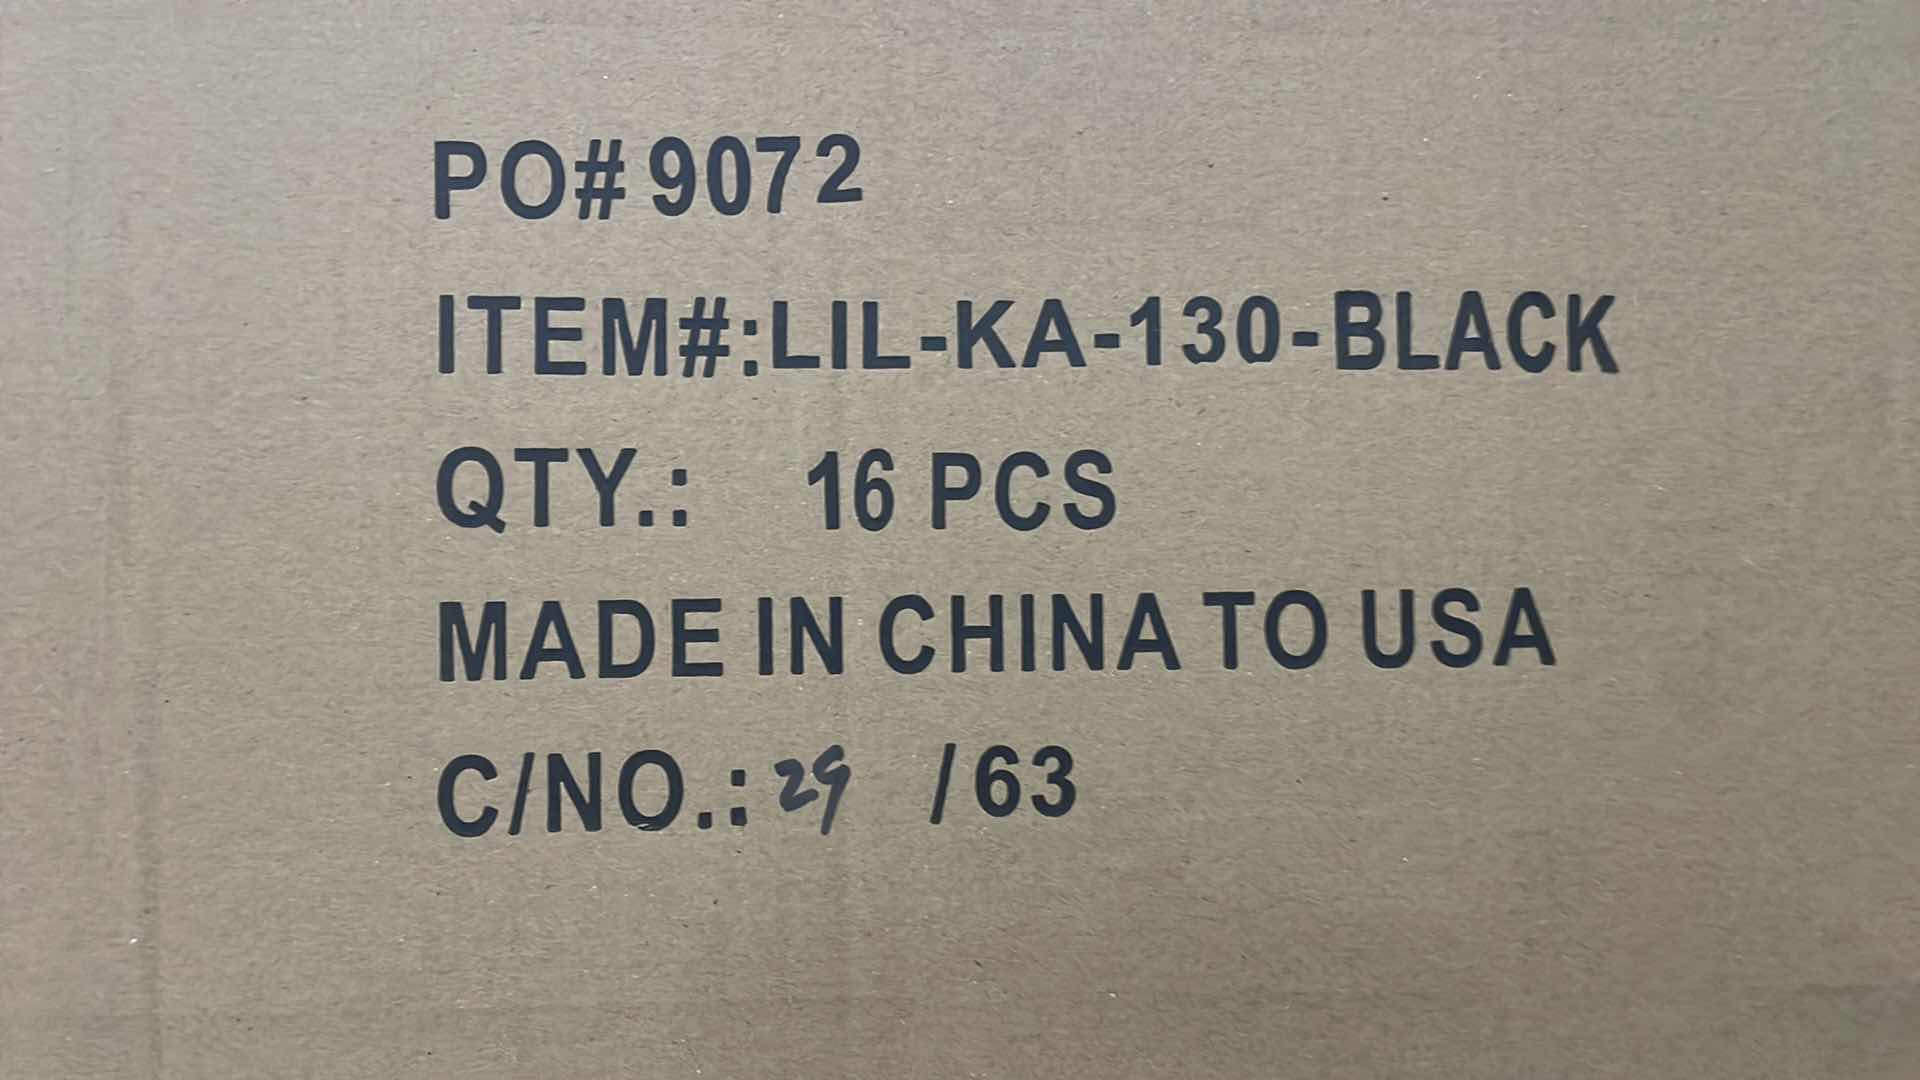 PO# 9072
ITEM#:LIL-KA-130-BLACK
QTY.: 16 PCS
MADE IN CHINA TO USA
C/NO.: 29 /63